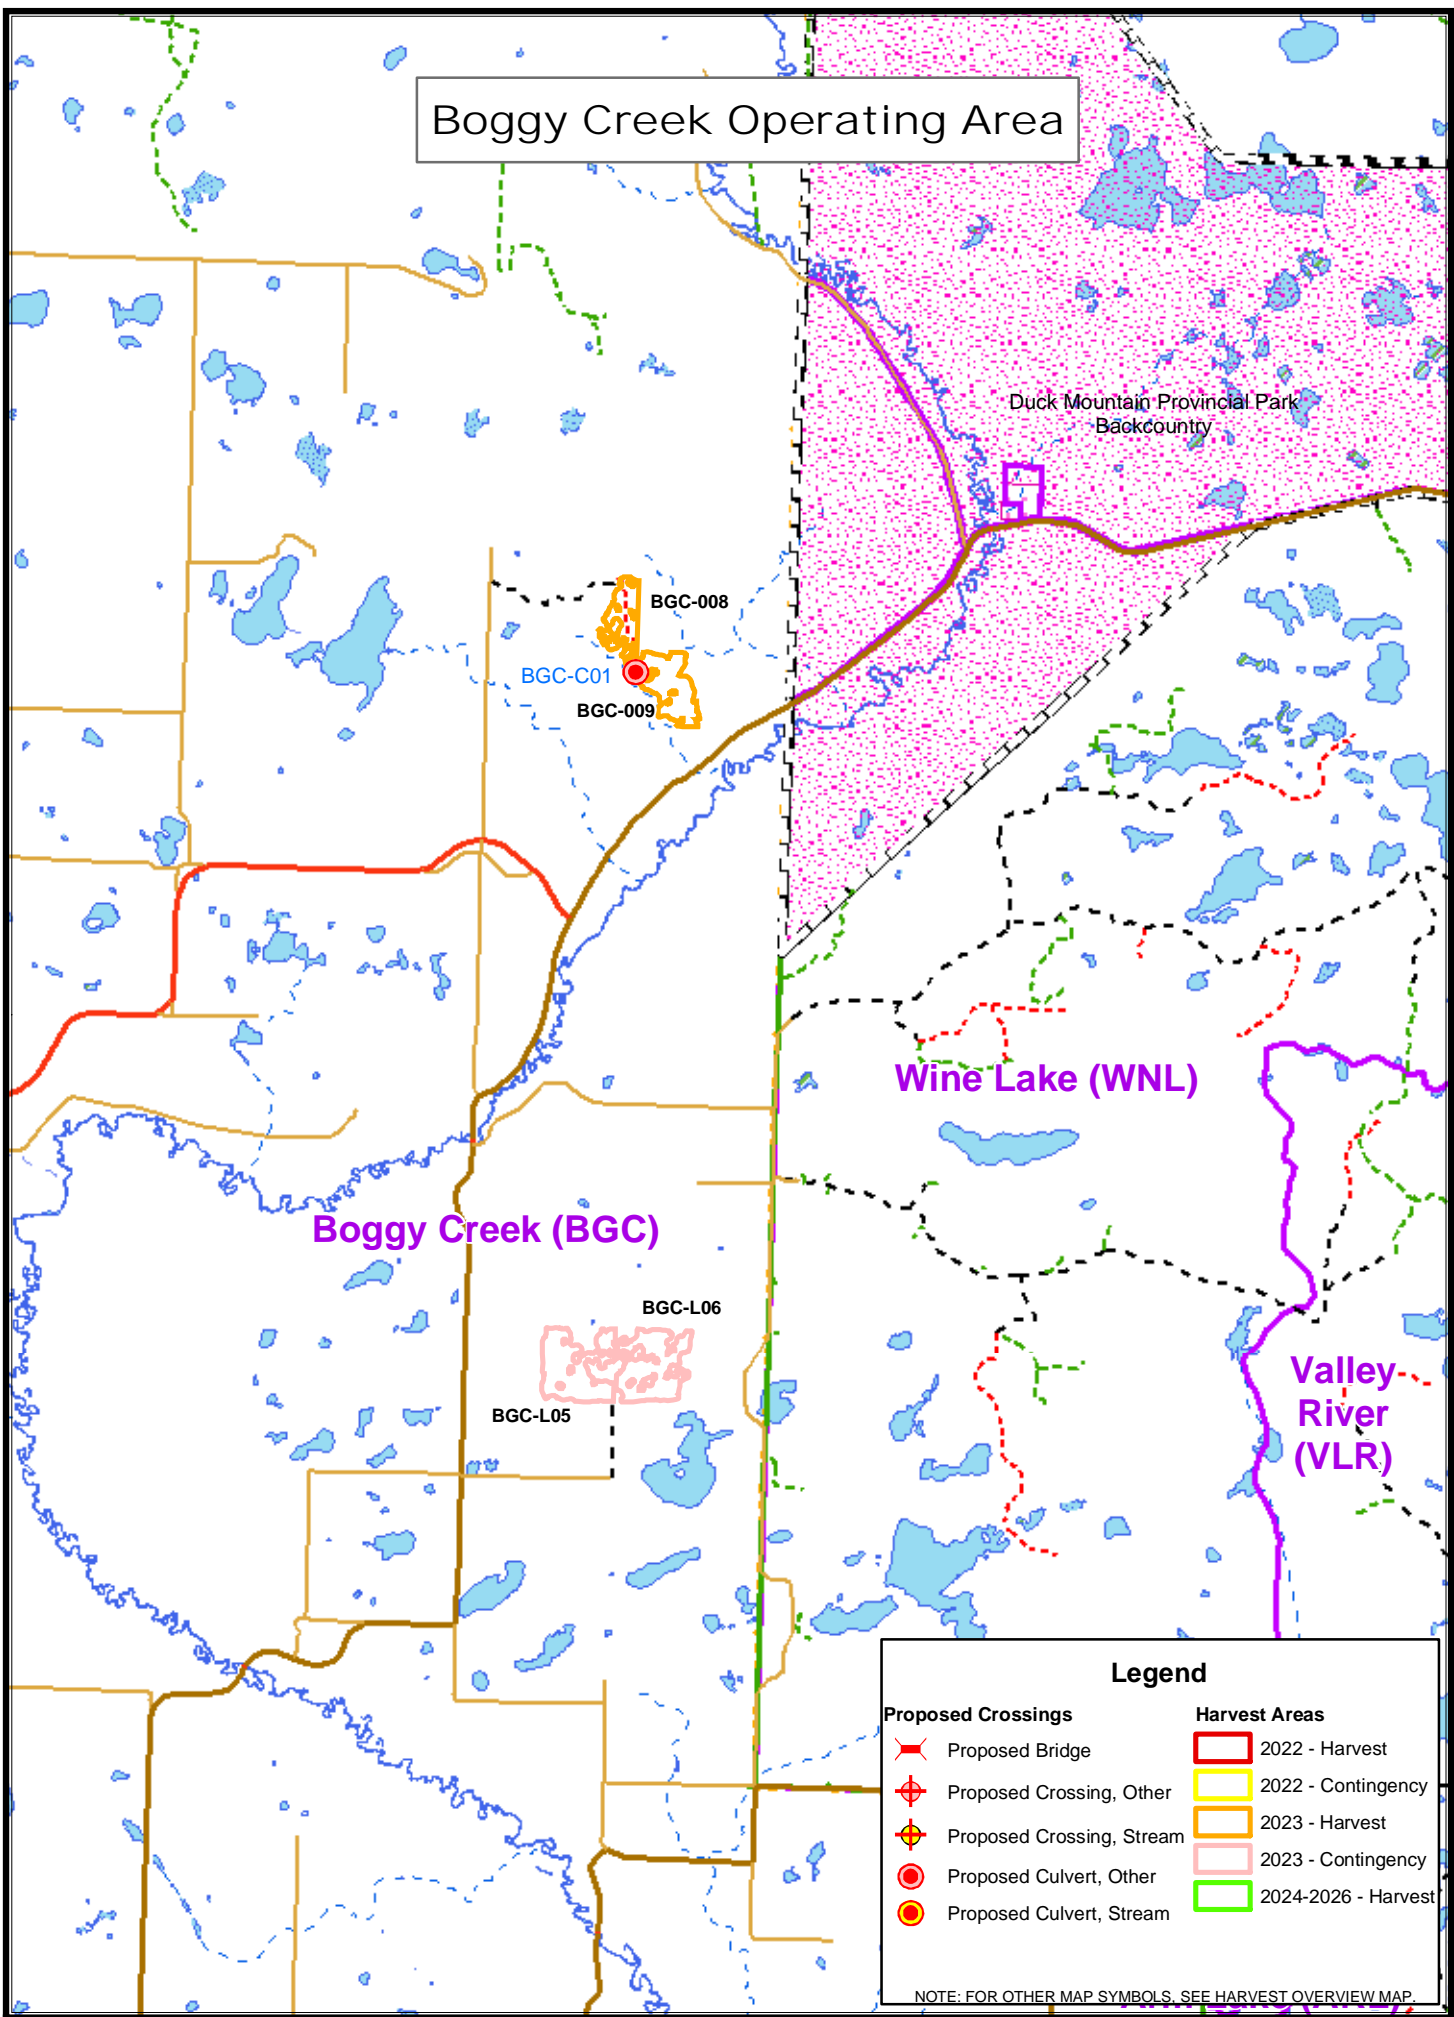 Boggy Creek Operating Area
Duck Mountain Provincial Park
Backcountry
BGC-008
BGC-C01
BGC-009
Wine Lake (WNL)
Boggy Creek (BGC)
BGC-L06
BGC-L05
Valley
River
(VLR)
Legend
Proposed Crossings
Proposed Bridge
Proposed Crossing, Other
Proposed Crossing, Stream
Proposed Culvert, Other
Proposed Culvert, Stream
Harvest Areas
2022 - Harvest
2022 - Contingency
2023 - Harvest
2023 - Contingency
2024-2026 - Harvest
NOTE: FOR OTHER MAP SYMBOLS, SEE HARVEST OVERVIEW MAP.